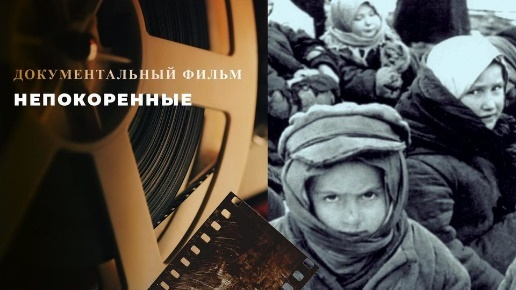 ДОКУМЕНТАЛЬНЫЙ ФИЛЬМ
НЕПОКОРЕННЫЕ